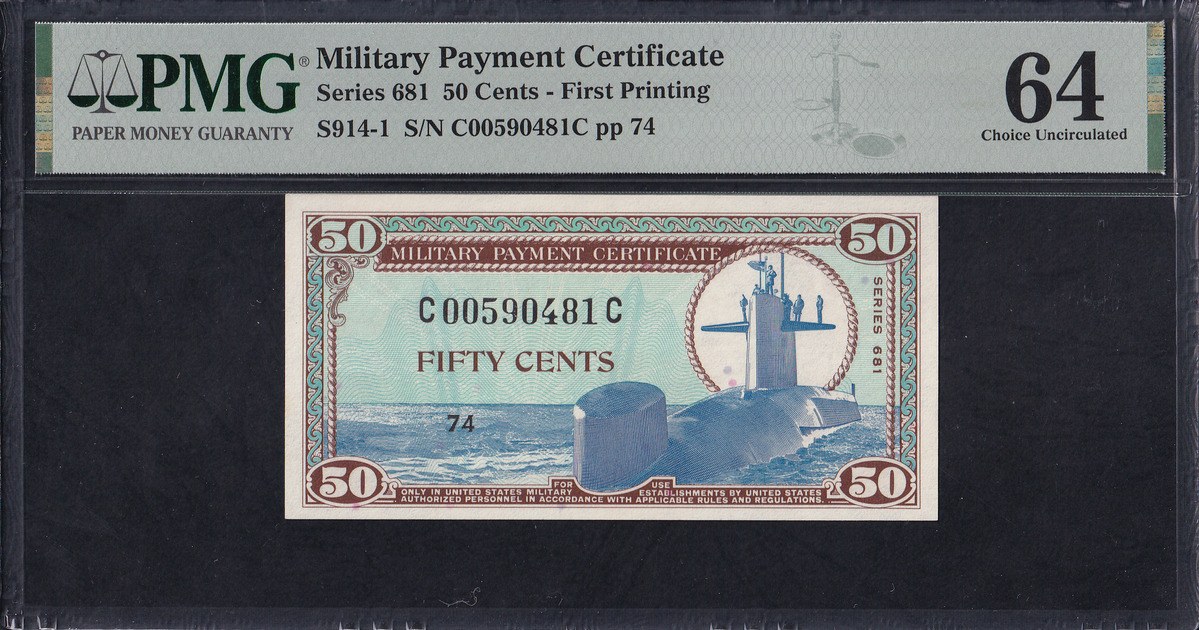 PMG®
PAPER MONEY GUARANTY
Military Payment Certificate
Series 681 50 Cents - First Printing
S914-1 S/N C00590481C pp 74
64
Choice Uncirculated
50
50
MILITARY PAYMENT CERTIFICATE
C00590481C
SERIES 681
FIFTY CENTS
74
50
50
FOR USE
ONLY IN UNITED STATES MILITARY ESTABLISHMENTS BY UNITED STATES
AUTHORIZED PERSONNEL IN ACCORDANCE WITH APPLICABLE RULES AND REGULATIONS.